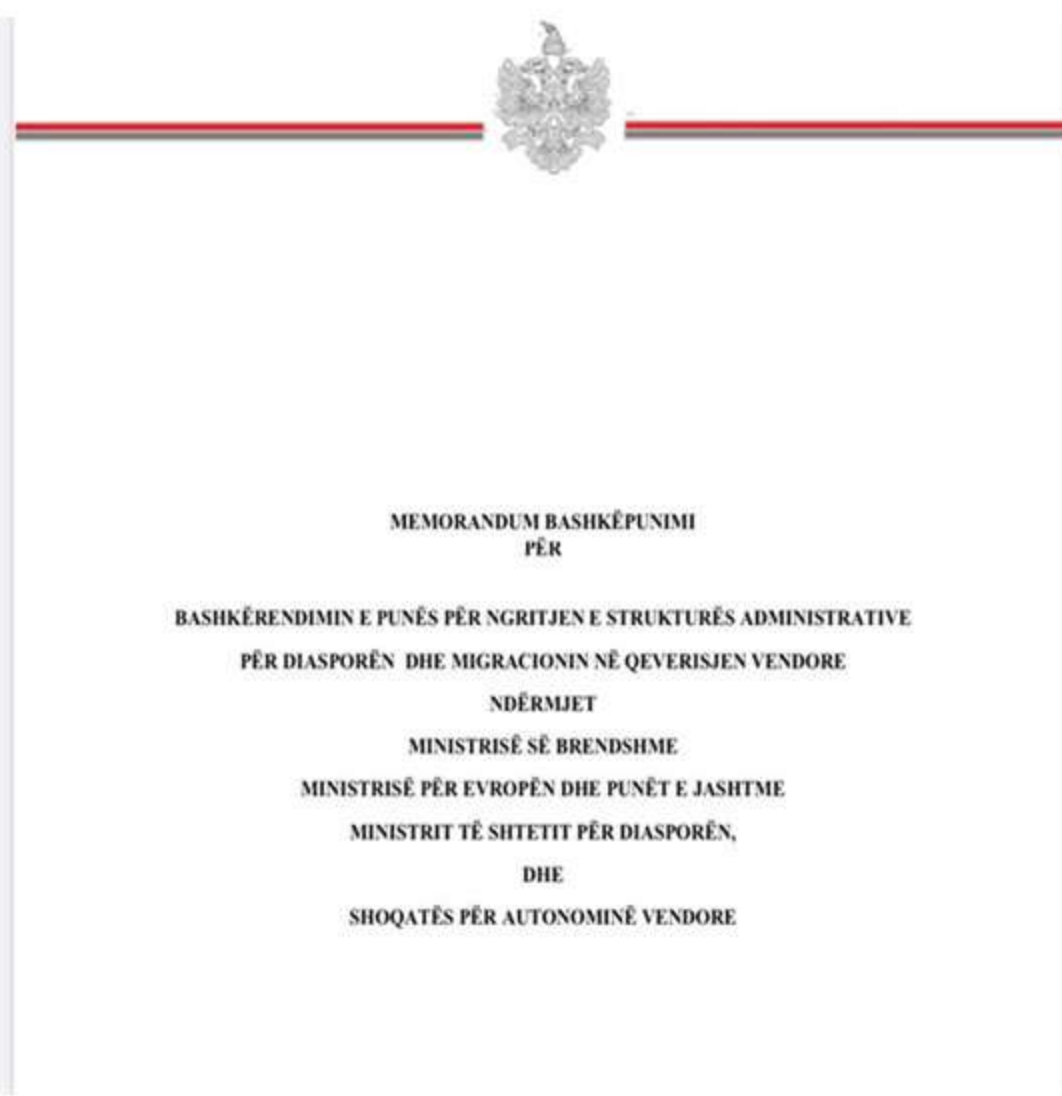 MEMORANDUM BASHKËPUNIMI
PËR
BASHKËRENDIMIN E PUNËS PËR NGRITJEN E STRUKTURËS ADMINISTRATIVE
PËR DIASPORËN DHE MIGRACIONIN NË QEVERISJEN VENDORE
NDËRMJET
MINISTRISË SË BRENDSHME
MINISTRISË PËR EVROPËN DHE PUNËT E JASHTME
MINISTRIT TË SHTETIT PËR DIASPORËN,
DHE
SHOQATËS PËR AUTONOMINË VENDORE